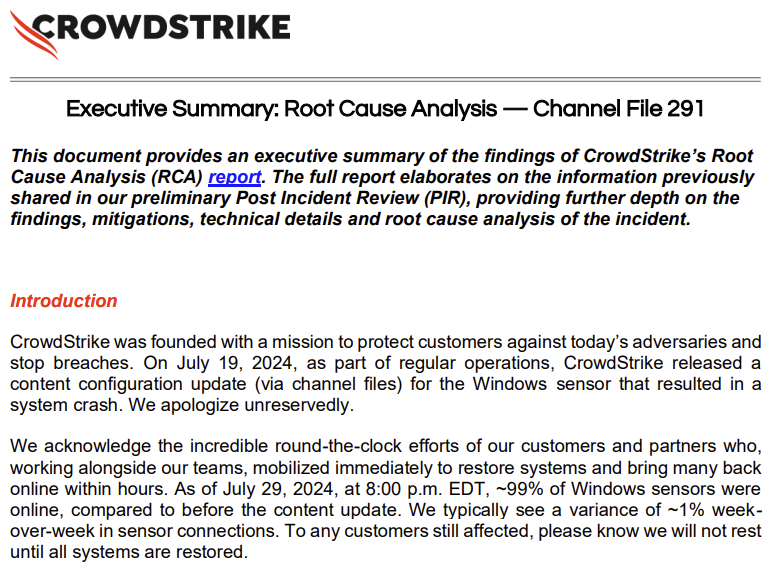 CROWDSTRIKE
Executive Summary: Root Cause Analysis — Channel File 291
This document provides an executive summary of the findings of CrowdStrike’s Root
Cause Analysis (RCA) report. The full report elaborates on the information previously
shared in our preliminary Post Incident Review (PIR), providing further depth on the
findings, mitigations, technical details and root cause analysis of the incident.
Introduction
CrowdStrike was founded with a mission to protect customers against today’s adversaries and
stop breaches. On July 19, 2024, as part of regular operations, CrowdStrike released a
content configuration update (via channel files) for the Windows sensor that resulted in a
system crash. We apologize unreservedly.
We acknowledge the incredible round-the-clock efforts of our customers and partners who,
working alongside our teams, mobilized immediately to restore systems and bring many back
online within hours. As of July 29, 2024, at 8:00 p.m. EDT, ~99% of Windows sensors were
online, compared to before the content update. We typically see a variance of ~1% week-
over-week in sensor connections. To any customers still affected, please know we will not rest
until all systems are restored.